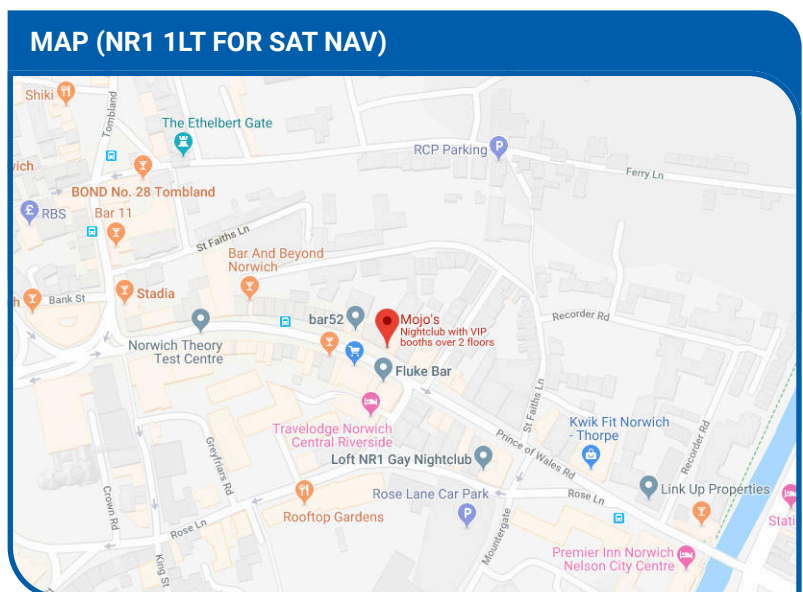 MAP (NR1 1LT FOR SAT NAV)
Shiki
Tombland
The Ethelbert Gate
RCP Parking
Ferry Ln
ich
BOND No. 28 Tombland
RBS
Bar 11
St Faiths Ln
Bar And Beyond
Norwich
Bank St
h
Stadia
bar52
Mojo's
Nightclub with VIP
booths over 2 floors
Recorder Rd
Norwich Theory
Test Centre
Fluke Bar
Travelodge Norwich
Central Riverside
St Faiths Ln
Kwik Fit Norwich
- Thorpe
Prince of Wales Rd
Recorder Rd
Greyfriars Rd
Loft NR1 Gay Nightclub
Crown Rd
Rose Ln
Rooftop Gardens
Rose Lane Car Park
Rose Ln
Link Up Properties
Stati
Mountergate
King St
Premier Inn Norwich
Nelson City Centre